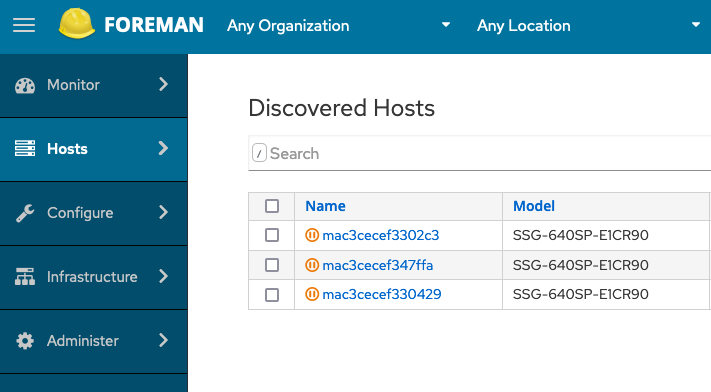 FOREMAN Any Organization Any Location
Monitor
Hosts
Configure
Infrastructure
Administer
Discovered Hosts
/ Search
Name Model
mac3cecef3302c3 SSG-640SP-E1CR90
mac3cecef347ffa SSG-640SP-E1CR90
mac3cecef330429 SSG-640SP-E1CR90